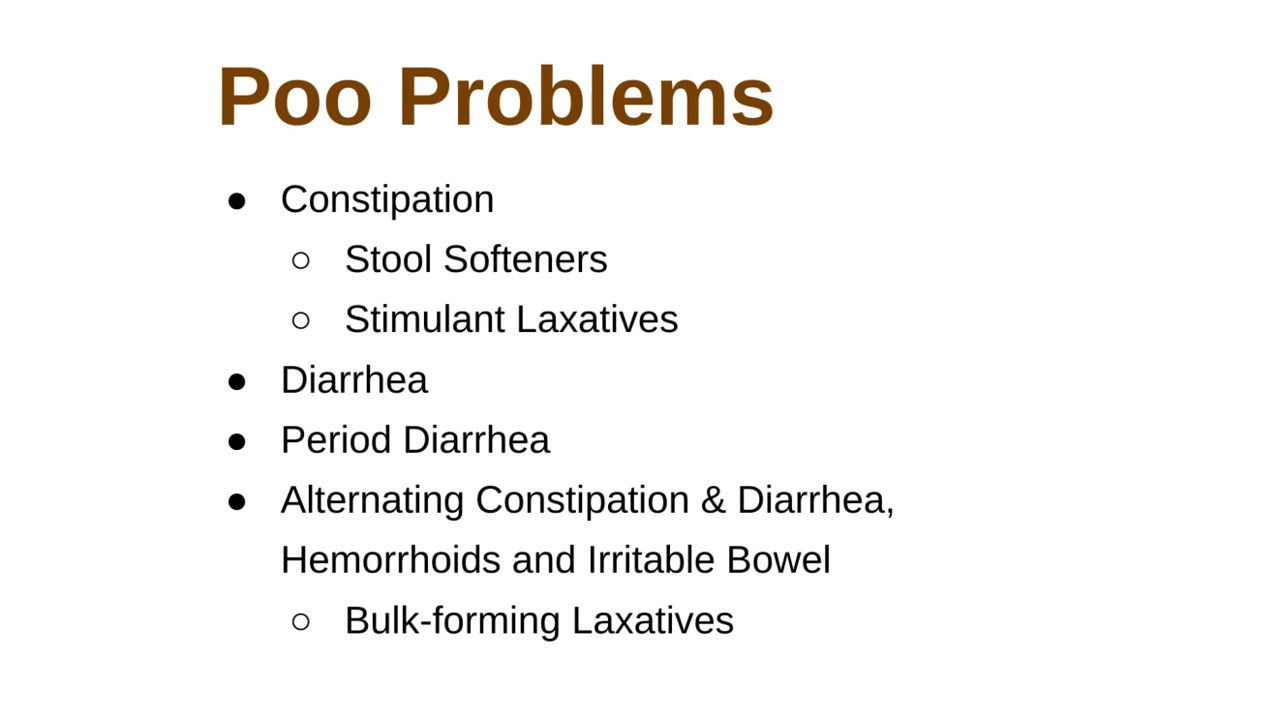 Poo Problems
● Constipation
○ Stool Softeners
○ Stimulant Laxatives
● Diarrhea
● Period Diarrhea
● Alternating Constipation & Diarrhea,
Hemorrhoids and Irritable Bowel
○ Bulk-forming Laxatives